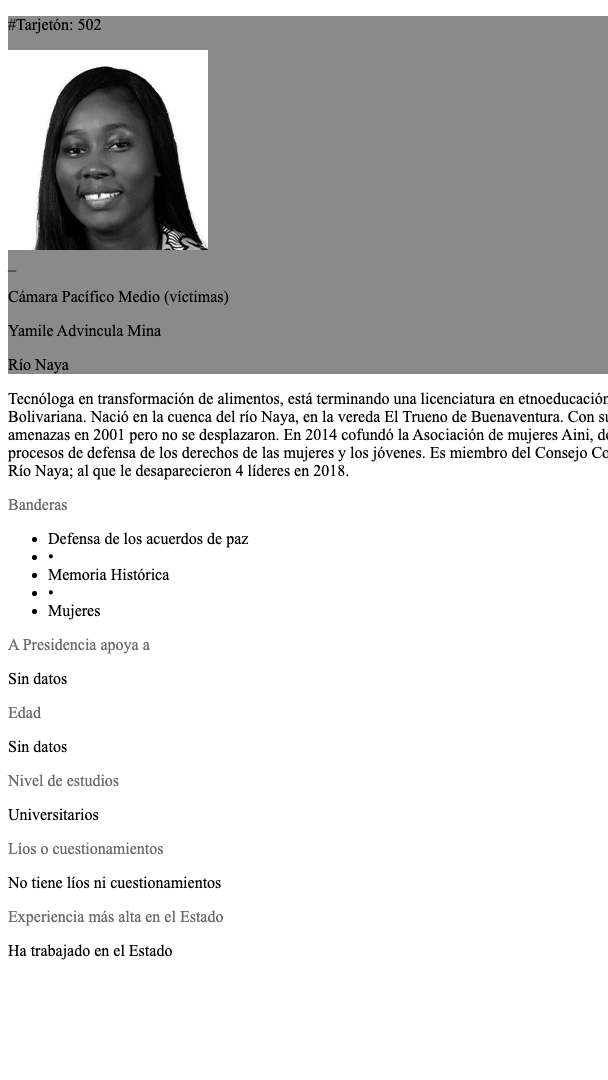 #Tarjetón: 502
_
Cámara Pacífico Medio (víctimas)
Yamile Advincula Mina
Río Naya
Tecnóloga en transformación de alimentos, está terminando una licenciatura en etnoeducación
Bolivariana. Nació en la cuenca del río Naya, en la vereda El Trueno de Buenaventura. Con su
amenazas en 2001 pero no se desplazaron. En 2014 cofundó la Asociación de mujeres Aini, de
procesos de defensa de los derechos de las mujeres y los jóvenes. Es miembro del Consejo Co
Río Naya; al que le desaparecieron 4 líderes en 2018.
Banderas
• Defensa de los acuerdos de paz
• •
• Memoria Histórica
• •
• Mujeres
A Presidencia apoya a
Sin datos
Edad
Sin datos
Nivel de estudios
Universitarios
Líos o cuestionamientos
No tiene líos ni cuestionamientos
Experiencia más alta en el Estado
Ha trabajado en el Estado